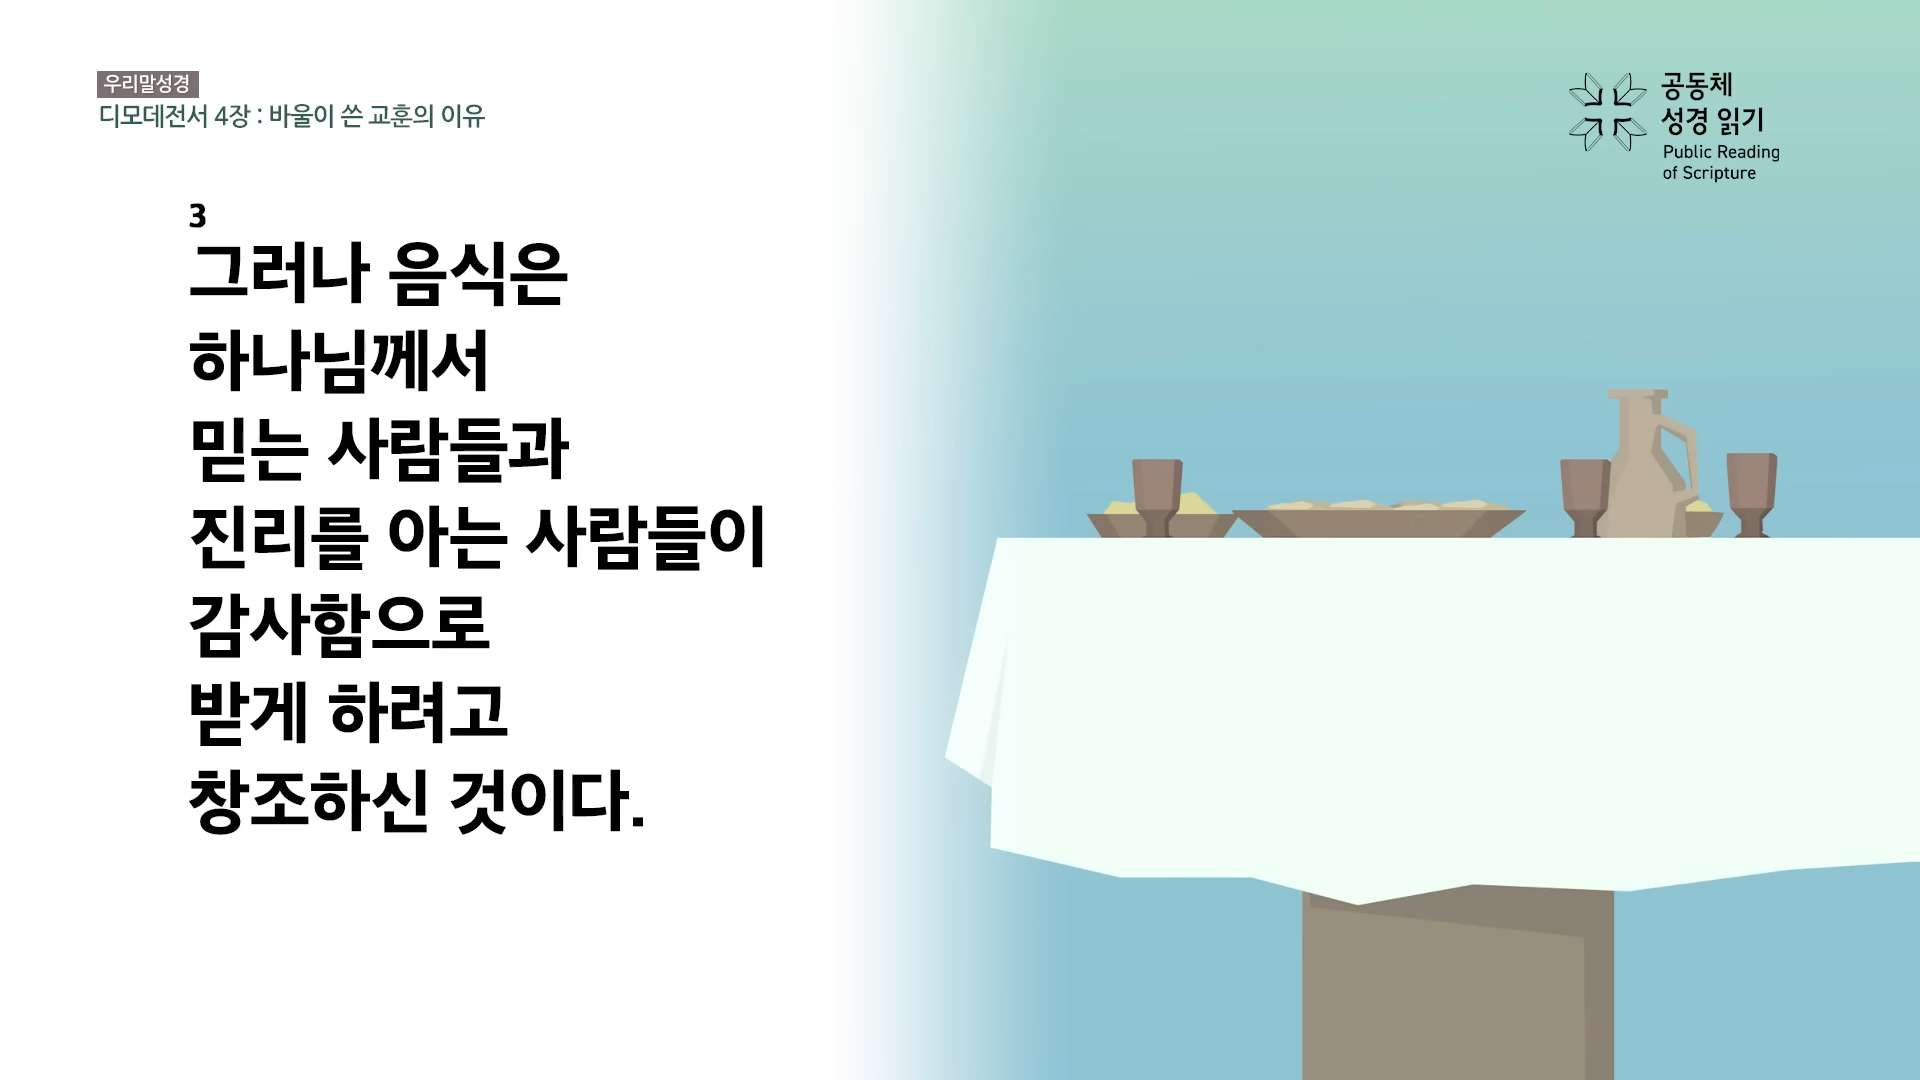 우리말성경
디모데전서 4장 : 바울이 쓴 교훈의 이유
공동체
성경 읽기
Public Reading
of Scripture
3
그러나 음식은
하나님께서
믿는 사람들과
진리를 아는 사람들이
감사함으로
받게 하려고
창조하신 것이다.